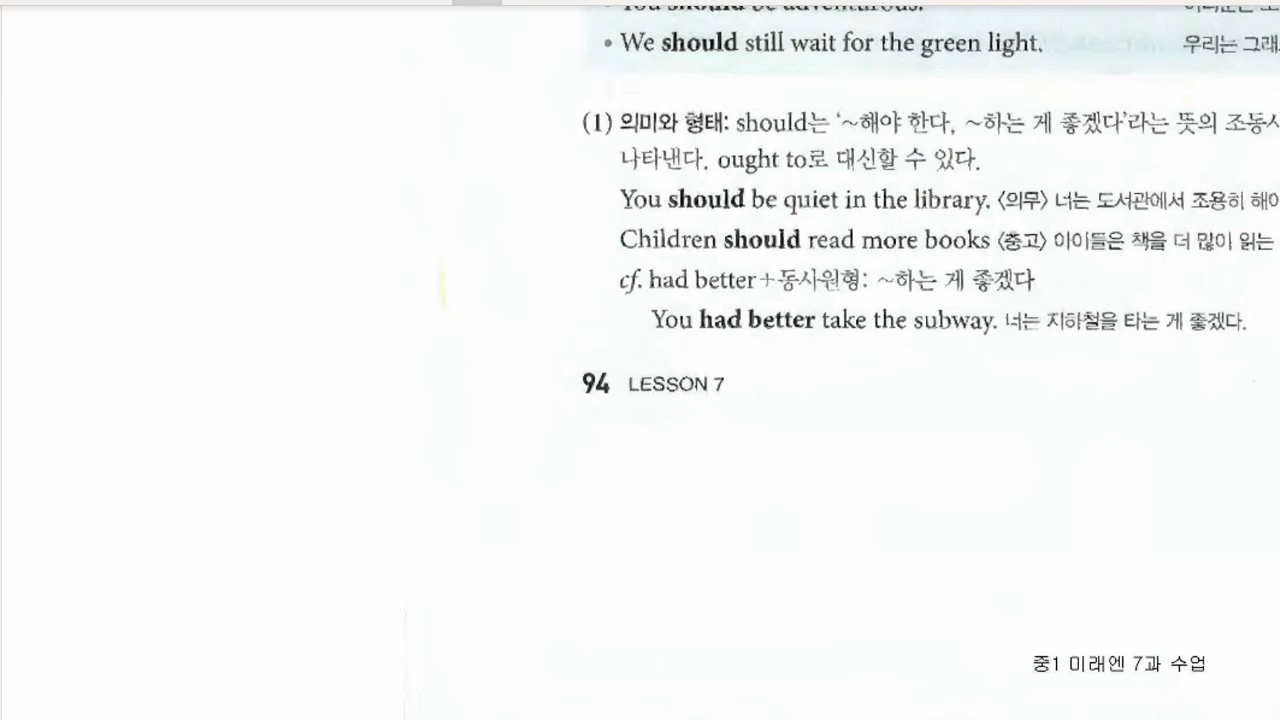 • You should be adventurous.
• We should still wait for the green light. 우리는 그래
(1) 의미와 형태: should는 ‘~해야 한다, ~하는 게 좋겠다’라는 뜻의 조동사
나타낸다. ought to로 대신할 수 있다.
You should be quiet in the library. 〈의무〉 너는 도서관에서 조용히 해야
Children should read more books 〈충고〉 아이들은 책을 더 많이 읽는
cf. had better+동사원형: ~하는 게 좋겠다
You had better take the subway. 너는 지하철을 타는 게 좋겠다.
94 LESSON 7
중1 미래엔 7과 수업